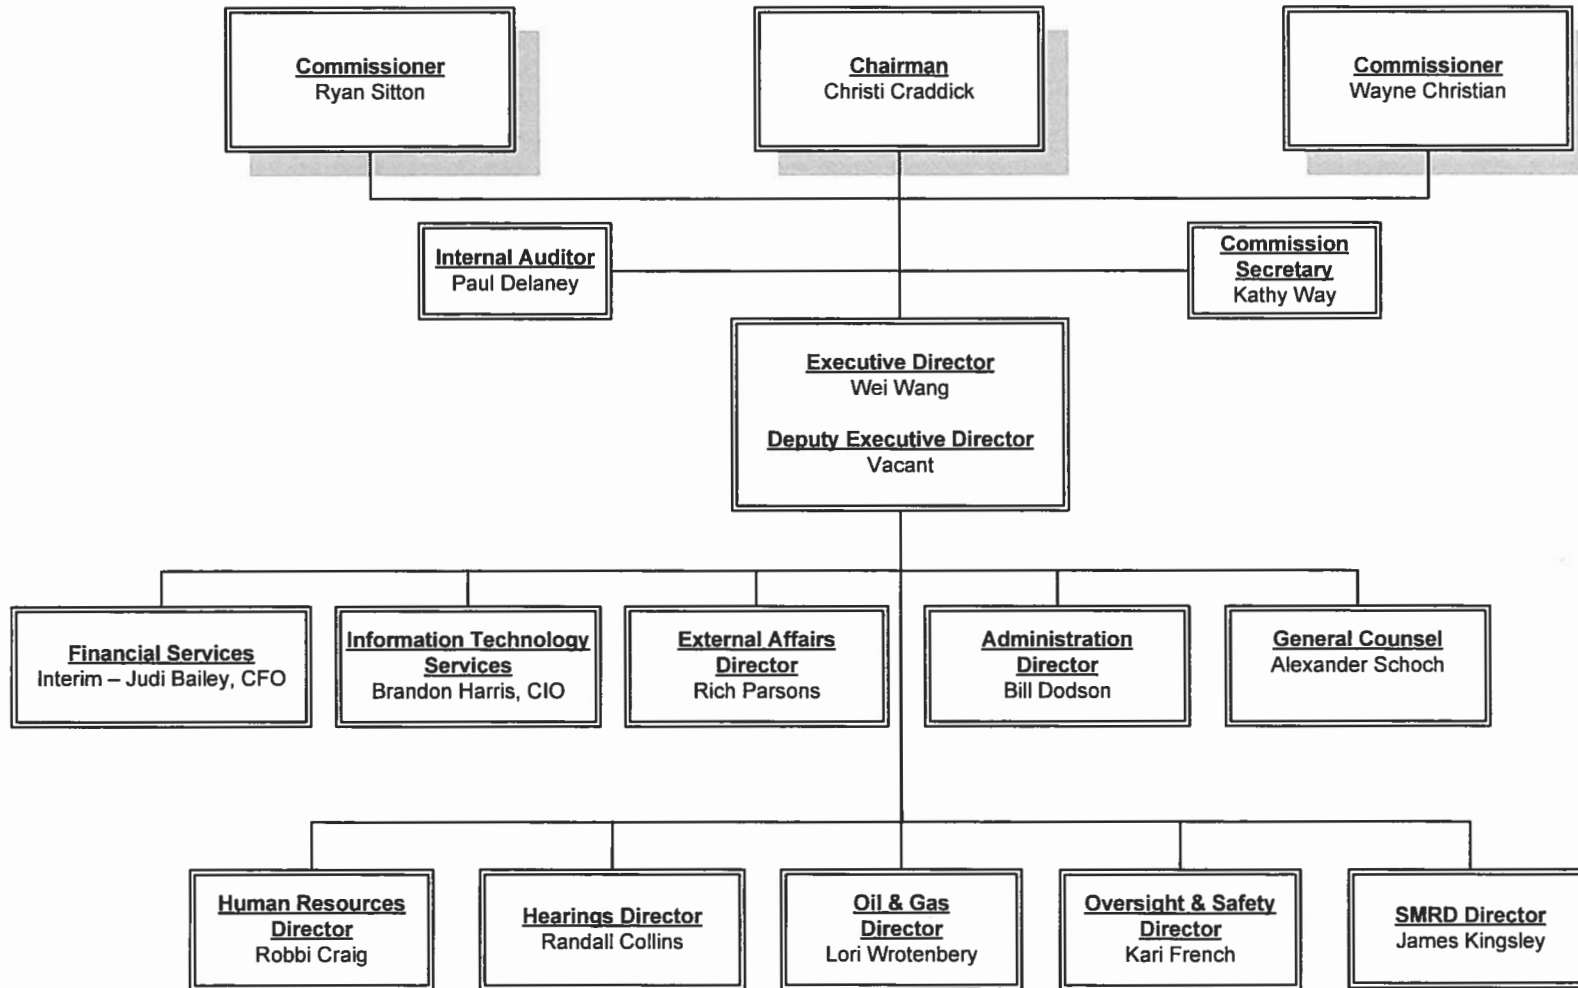 Commissioner
Ryan Sitton
Chairman
Christi Craddick
Commissioner
Wayne Christian
Internal Auditor
Paul Delaney
Commission
Secretary
Kathy Way
Executive Director
Wei Wang
Deputy Executive Director
Vacant
Financial Services
Interim – Judi Bailey, CFO
Information Technology
Services
Brandon Harris, CIO
External Affairs
Director
Rich Parsons
Administration
Director
Bill Dodson
General Counsel
Alexander Schoch
Human Resources
Director
Robbi Craig
Hearings Director
Randall Collins
Oil & Gas
Director
Lori Wrotenbery
Oversight & Safety
Director
Kari French
SMRD Director
James Kingsley